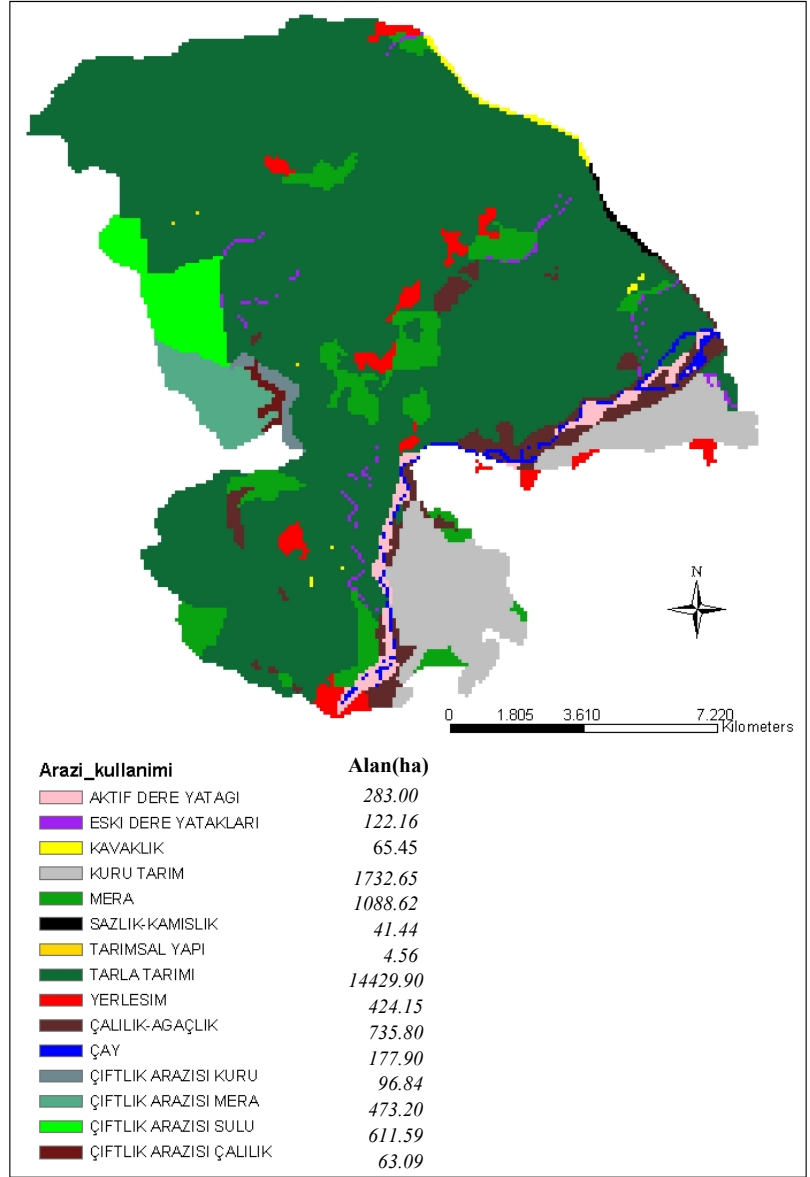 N
0 1.805 3.610 7.220
Kilometers
Arazi_kullanimi Alan(ha)
AKTIF DERE YATAGI 283.00
ESKI DERE YATAKLARI 122.16
KAVAKLIK 65.45
KURU TARIM 1732.65
MERA 1088.62
SAZLIK-KAMISLIK 41.44
TARIMSAL YAPI 4.56
TARLA TARIMI 14429.90
YERLESIM 424.15
ÇALILIK-AGAÇLIK 735.80
ÇAY 177.90
ÇIFTLIK ARAZISI KURU 96.84
ÇIFTLIK ARAZISI MERA 473.20
ÇIFTLIK ARAZISI SULU 611.59
ÇIFTLIK ARAZISI ÇALILIK 63.09